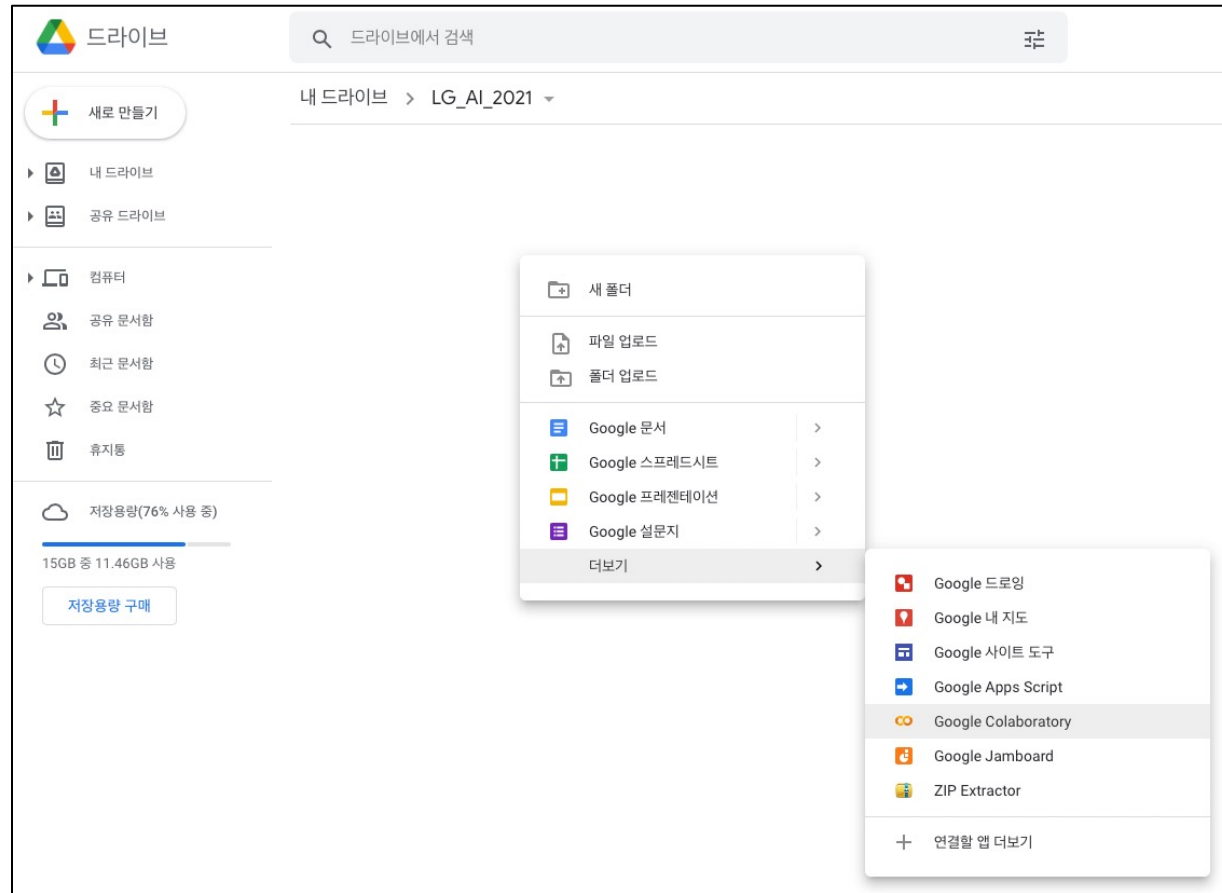 드라이브
드라이브에서 검색
새로 만들기
내 드라이브 > LG_AI_2021
내 드라이브
공유 드라이브
컴퓨터
공유 문서함
최근 문서함
중요 문서함
휴지통
저장용량(76% 사용 중)
15GB 중 11.46GB 사용
저장용량 구매
새 폴더
파일 업로드
폴더 업로드
Google 문서
Google 스프레드시트
Google 프레젠테이션
Google 설문지
더보기
Google 드로잉
Google 내 지도
Google 사이트 도구
Google Apps Script
Google Colaboratory
Google Jamboard
ZIP Extractor
연결할 앱 더보기